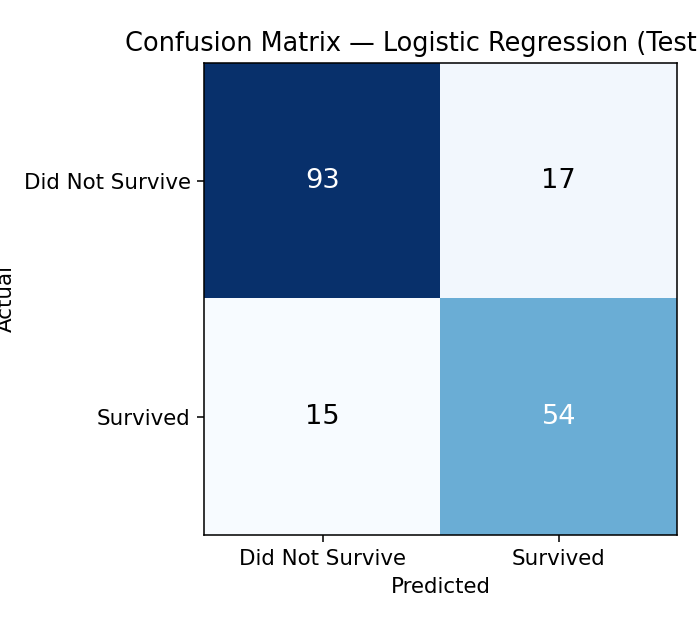 Confusion Matrix — Logistic Regression (Test
Did Not Survive
93
17
Actual
Survived
15
54
Did Not Survive
Survived
Predicted